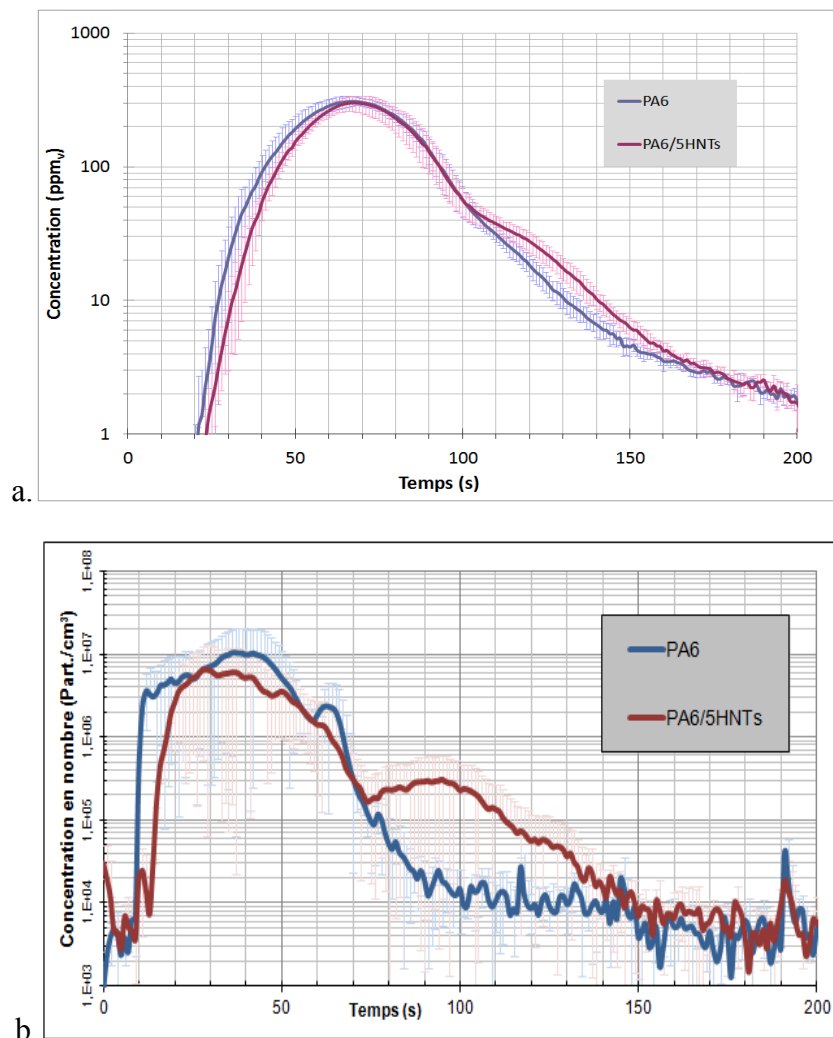 1000
100
10
1
Concentration (ppmv)
PA6
PA6/5HNTs
0 50 100 150 200
Temps (s)
a.
1,E+08
1,E+07
1,E+06
1,E+05
1,E+04
1,E+03
Concentration en nombre (Part./cm³)
PA6
PA6/5HNTs
0 50 100 150 200
Temps (s)
b